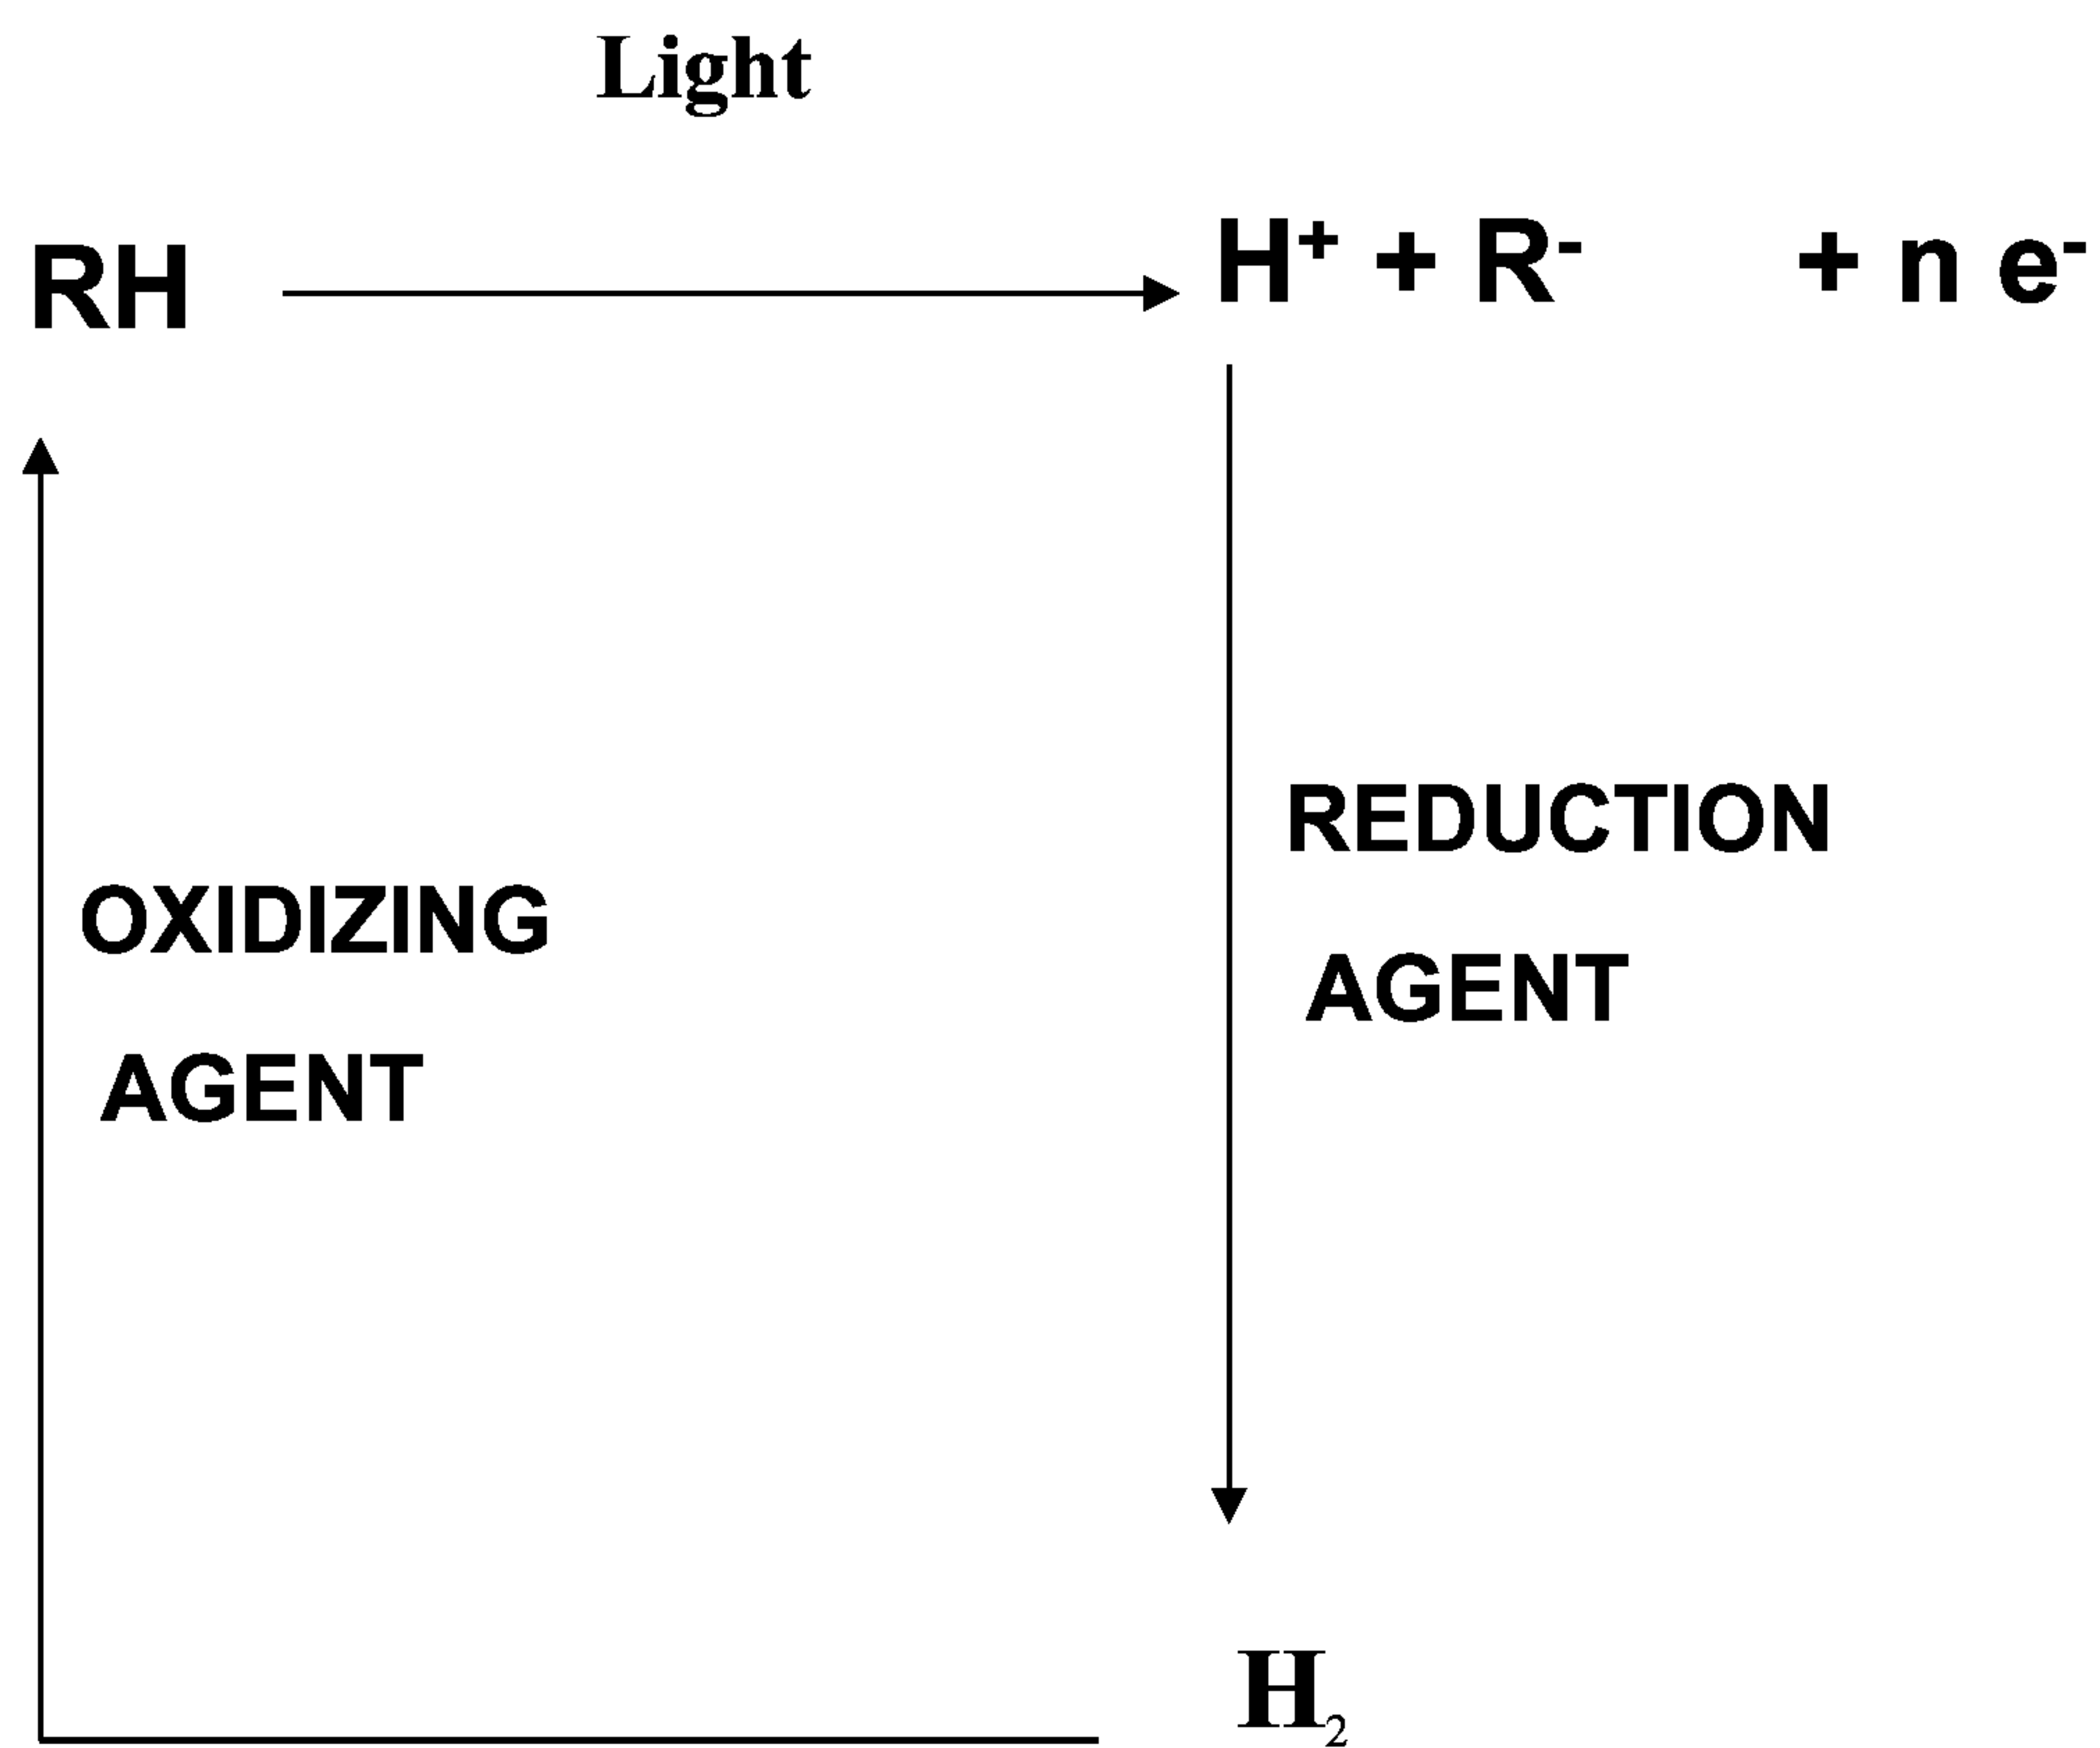 Light
RH
H⁺ + R⁻ + n e⁻
REDUCTION
AGENT
OXIDIZING
AGENT
H₂